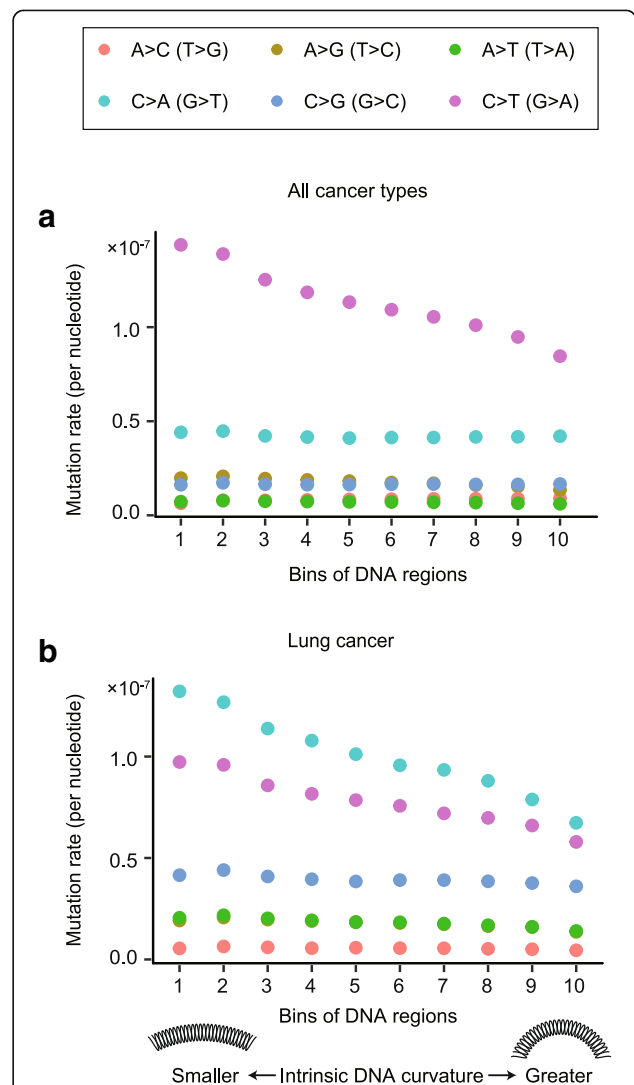 A>C (T>G) A>G (T>C) A>T (T>A)
C>A (G>T) C>G (G>C) C>T (G>A)
All cancer types
a
×10⁻⁷
1.0
0.5
0.0
Mutation rate (per nucleotide)
1 2 3 4 5 6 7 8 9 10
Bins of DNA regions
Lung cancer
b
×10⁻⁷
1.0
0.5
0.0
Mutation rate (per nucleotide)
1 2 3 4 5 6 7 8 9 10
Bins of DNA regions
Smaller ← Intrinsic DNA curvature → Greater